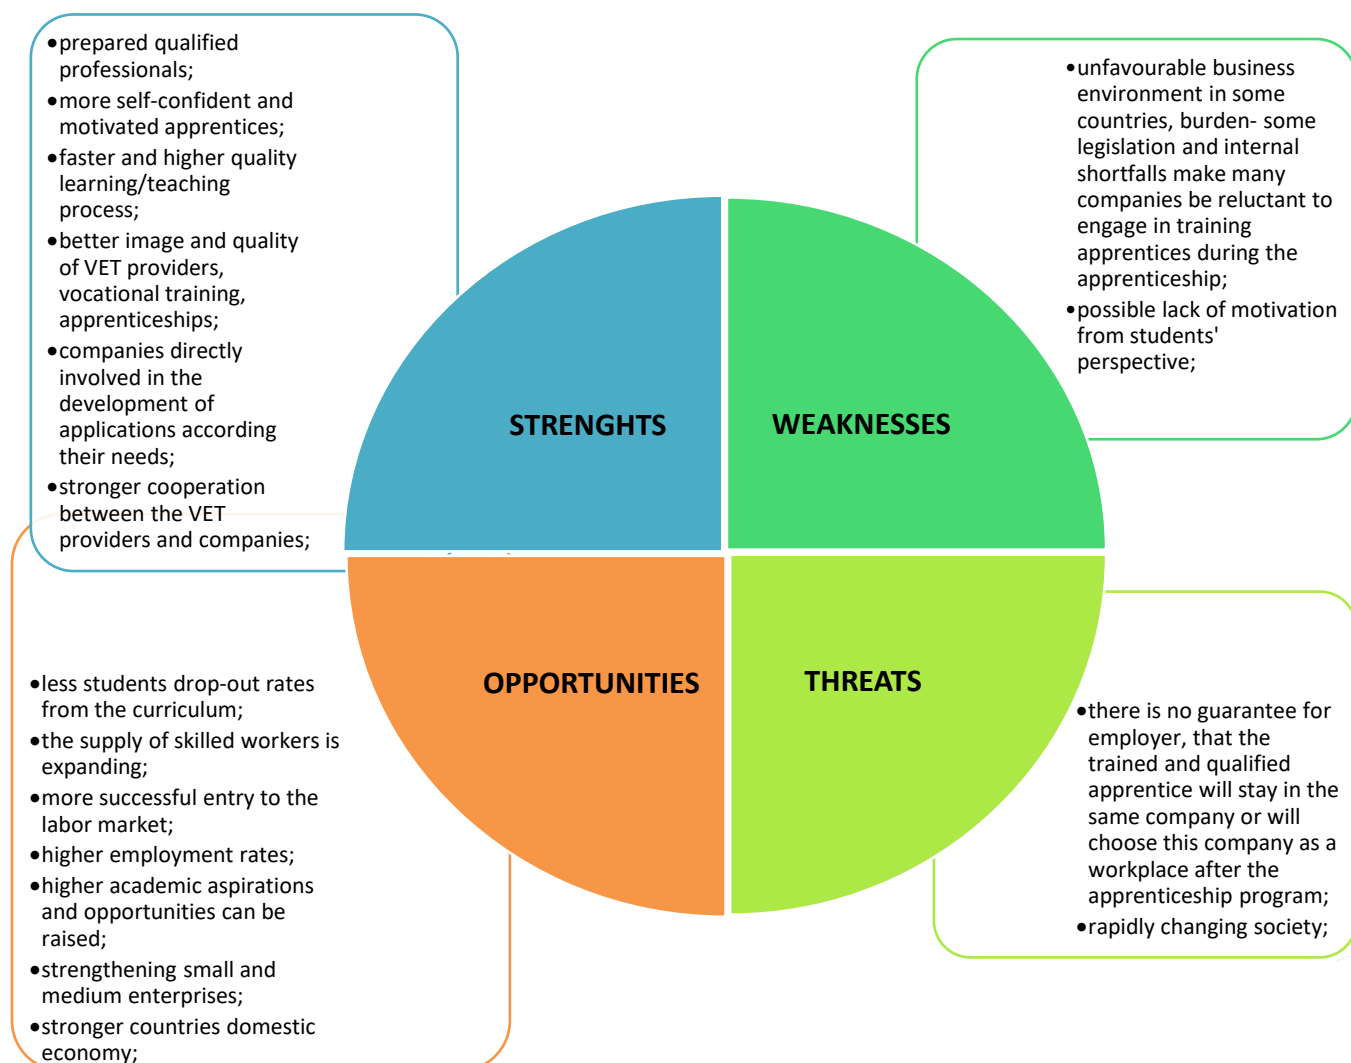 •prepared qualified
professionals;
•more self-confident and
motivated apprentices;
•faster and higher quality
learning/teaching
process;
•better image and quality
of VET providers,
vocational training,
apprenticeships;
•companies directly
involved in the
development of
applications according
their needs;
•stronger cooperation
between the VET
providers and companies;
•unfavourable business
environment in some
countries, burden- some
legislation and internal
shortfalls make many
companies be reluctant to
engage in training
apprentices during the
apprenticeship;
•possible lack of motivation
from students'
perspective;
STRENGHTS
WEAKNESSES
OPPORTUNITIES
THREATS
•less students drop-out rates
from the curriculum;
•the supply of skilled workers is
expanding;
•more successful entry to the
labor market;
•higher employment rates;
•higher academic aspirations
and opportunities can be
raised;
•strengthening small and
medium enterprises;
•stronger countries domestic
economy;
•there is no guarantee for
employer, that the
trained and qualified
apprentice will stay in the
same company or will
choose this company as a
workplace after the
apprenticeship program;
•rapidly changing society;